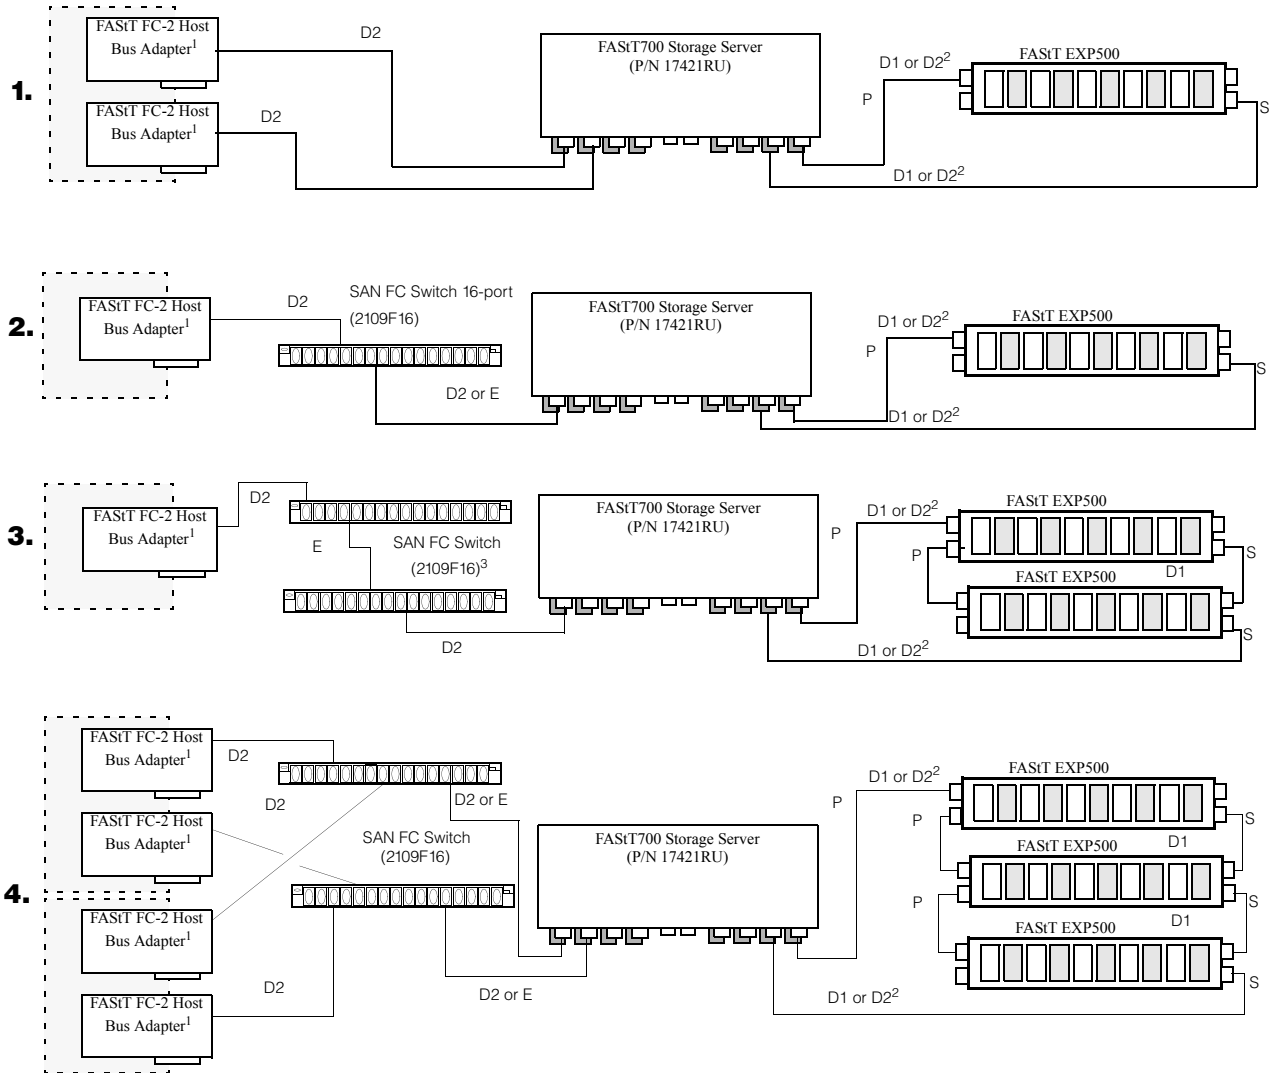 1.
FAStT FC-2 Host
Bus Adapter1
D2
FAStT FC-2 Host
Bus Adapter1
D2
FAStT700 Storage Server
(P/N 17421RU)
D1 or D2²
P
FAStT EXP500
S
D1 or D2²
2.
FAStT FC-2 Host
Bus Adapter1
D2
SAN FC Switch 16-port
(2109F16)
D2 or E
FAStT700 Storage Server
(P/N 17421RU)
D1 or D2²
P
FAStT EXP500
S
D1 or D2²
3.
FAStT FC-2 Host
Bus Adapter1
D2
E
SAN FC Switch
(2109F16)³
D2
FAStT700 Storage Server
(P/N 17421RU)
P
D1 or D2²
FAStT EXP500
P
S
D1
FAStT EXP500
S
D1 or D2²
4.
FAStT FC-2 Host
Bus Adapter1
D2
FAStT FC-2 Host
Bus Adapter1
D2
D2 or E
SAN FC Switch
(2109F16)
FAStT FC-2 Host
Bus Adapter1
FAStT FC-2 Host
Bus Adapter1
D2
D2 or E
FAStT700 Storage Server
(P/N 17421RU)
P
D1 or D2²
FAStT EXP500
P
S
D1
FAStT EXP500
P
S
D1
FAStT EXP500
S
D1 or D2²